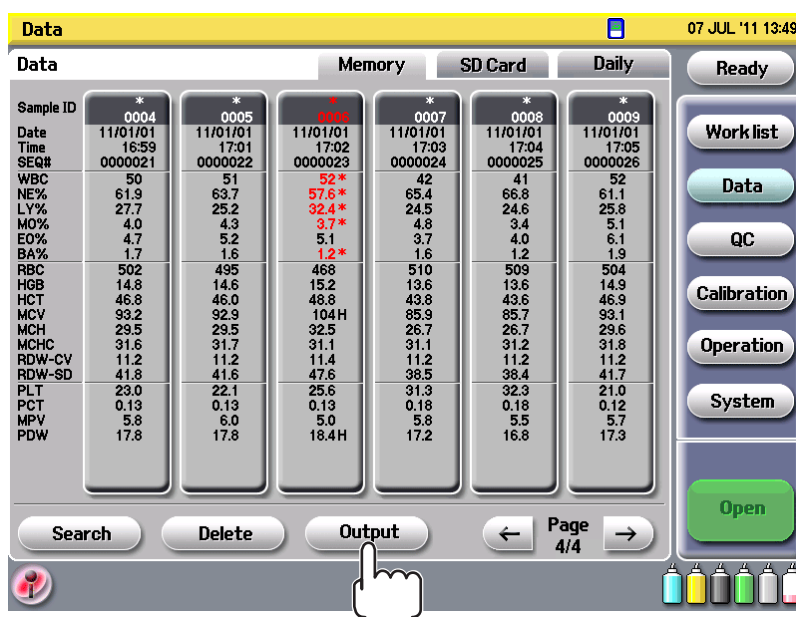 Data 07 JUL '11 13:49
Data Memory SD Card Daily Ready
Sample ID * * * * * *
0004 0005 0006 0007 0008 0009
Date 11/01/01 11/01/01 11/01/01 11/01/01 11/01/01 11/01/01
Time 16:59 17:01 17:02 17:03 17:04 17:05
SEQ# 0000021 0000022 0000023 0000024 0000025 0000026
WBC 50 51 52* 42 41 52
NE% 61.9 63.7 57.6* 65.4 66.8 61.1
LY% 27.7 25.2 32.4* 24.5 24.6 25.8
MO% 4.0 4.3 3.7* 4.8 3.4 5.1
EO% 4.7 5.2 5.1 3.7 4.0 6.1
BA% 1.7 1.6 1.2* 1.6 1.2 1.9
RBC 502 495 468 510 509 504
HGB 14.8 14.6 15.2 13.6 13.6 14.9
HCT 46.8 46.0 48.8 43.8 43.6 46.9
MCV 93.2 92.9 104H 85.9 85.7 93.1
MCH 29.5 29.5 32.5 26.7 26.7 29.6
MCHC 31.6 31.7 31.1 31.1 31.2 31.8
RDW-CV 11.2 11.2 11.4 11.2 11.2 11.2
RDW-SD 41.8 41.6 47.6 38.5 38.4 41.7
PLT 23.0 22.1 25.6 31.3 32.3 21.0
PCT 0.13 0.13 0.13 0.18 0.18 0.12
MPV 5.8 6.0 5.0 5.8 5.5 5.7
PDW 17.8 17.8 18.4H 17.2 16.8 17.3
Work list
Data
QC
Calibration
Operation
System
Open
Search Delete Output ← Page →
4/4